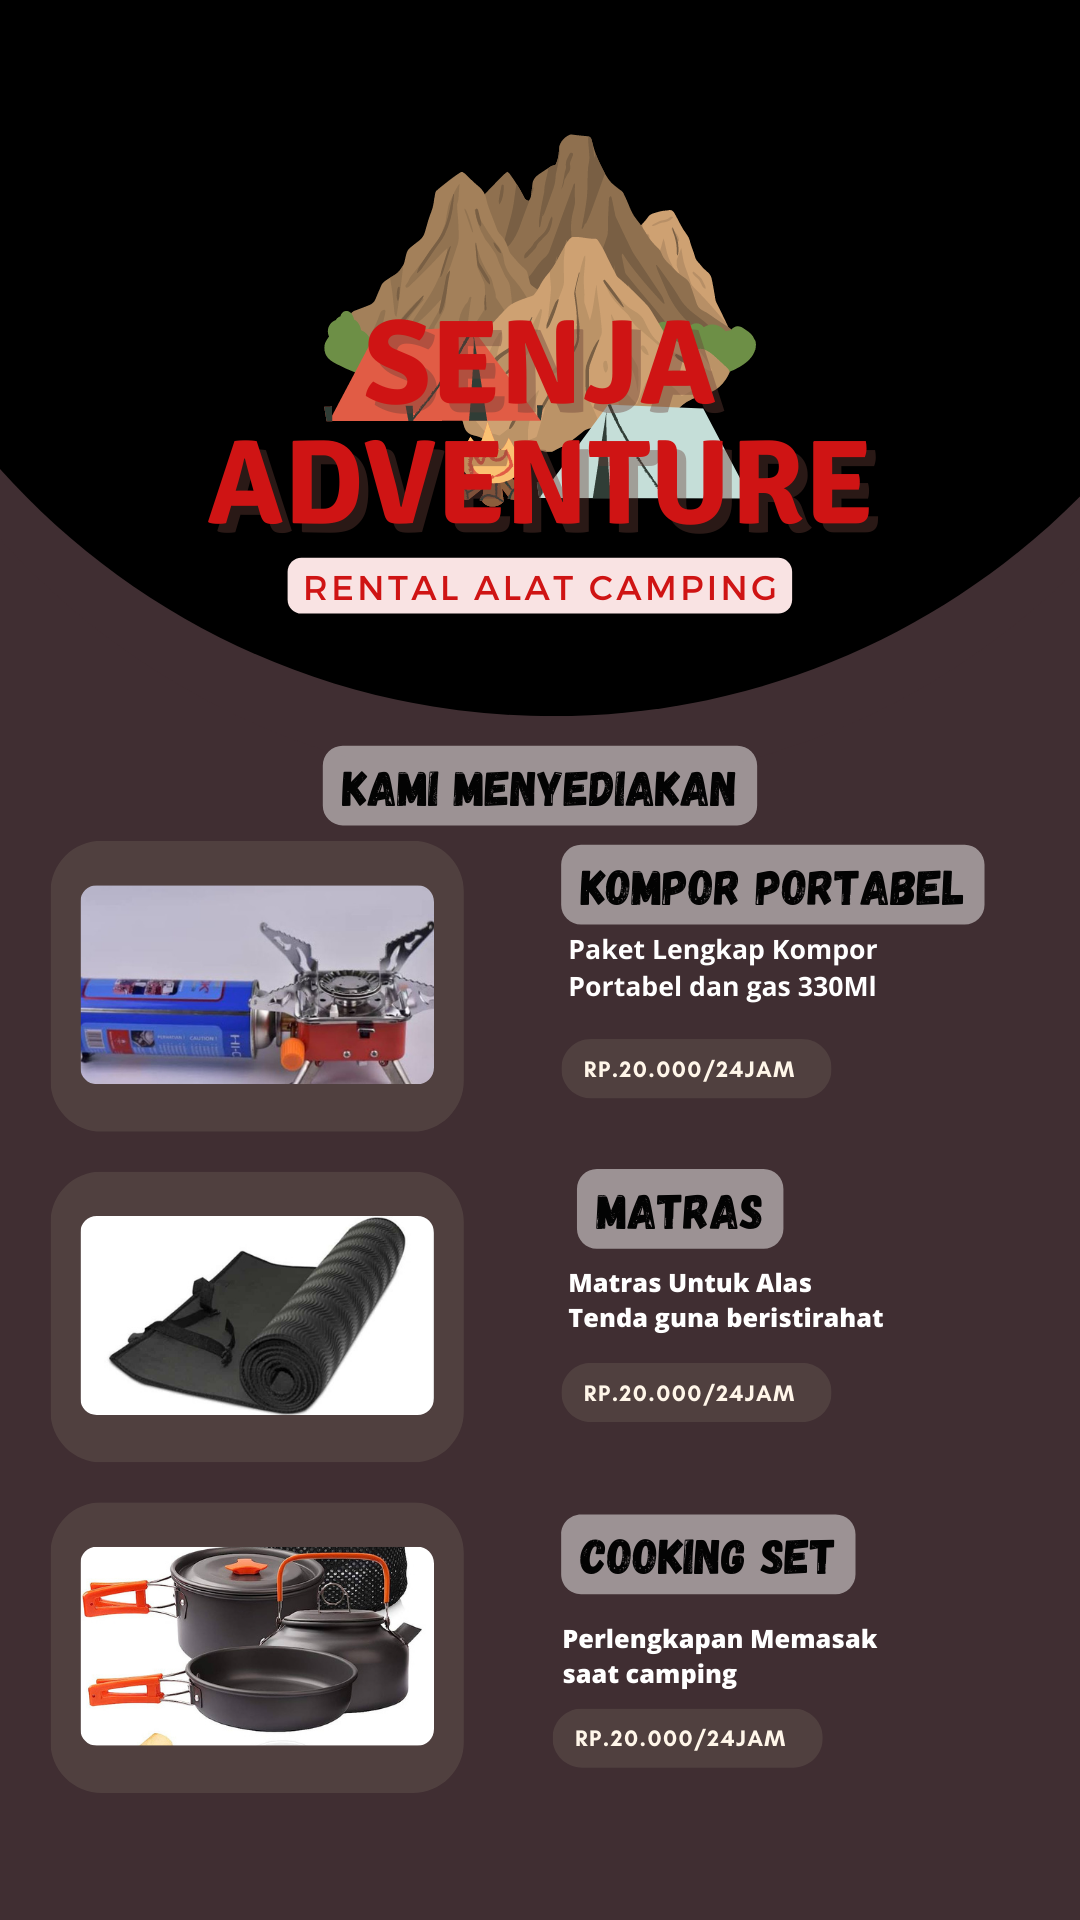 SENJA
ADVENTURE
RENTAL ALAT CAMPING
KAMI MENYEDIAKAN
KOMPOR PORTABEL
Paket Lengkap Kompor
Portabel dan gas 330Ml
RP.20.000/24JAM
MATRAS
Matras Untuk Alas
Tenda guna beristirahat
RP.20.000/24JAM
COOKING SET
Perlengkapan Memasak
saat camping
RP.20.000/24JAM